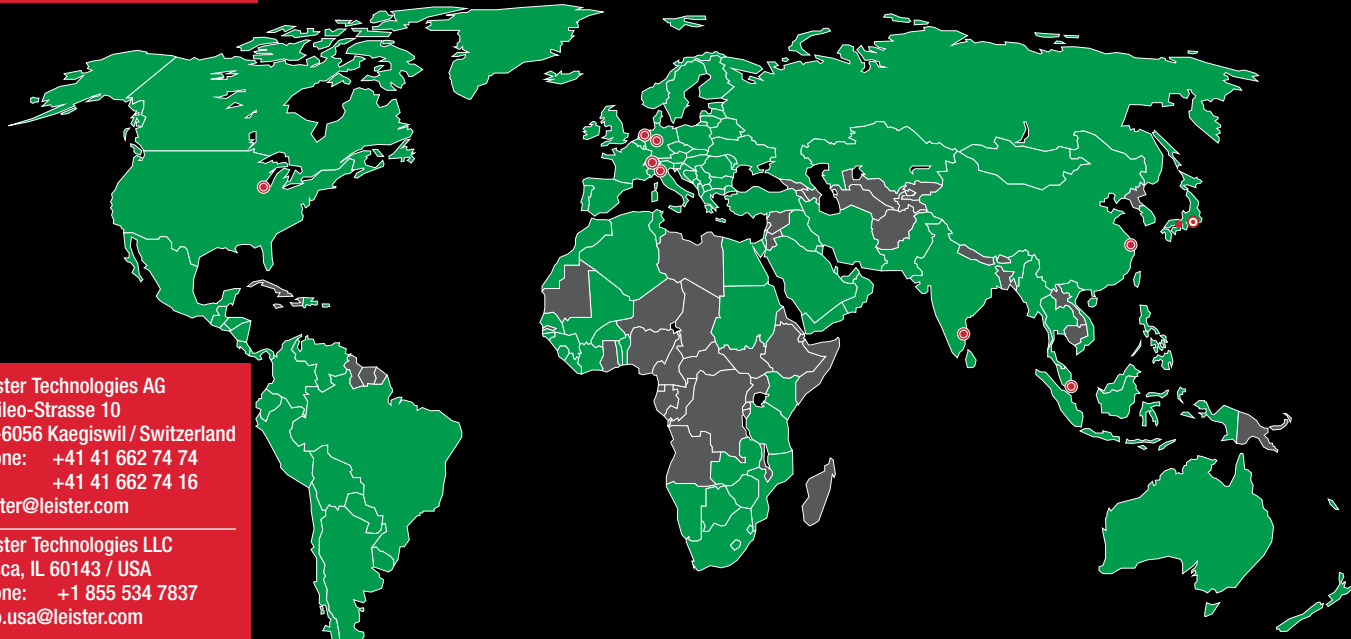 ster Technologies AG
ileo-Strasse 10
-6056 Kaegiswil / Switzerland
one: +41 41 662 74 74
+41 41 662 74 16
ter@leister.com
ster Technologies LLC
sca, IL 60143 / USA
one: +1 855 534 7837
o.usa@leister.com